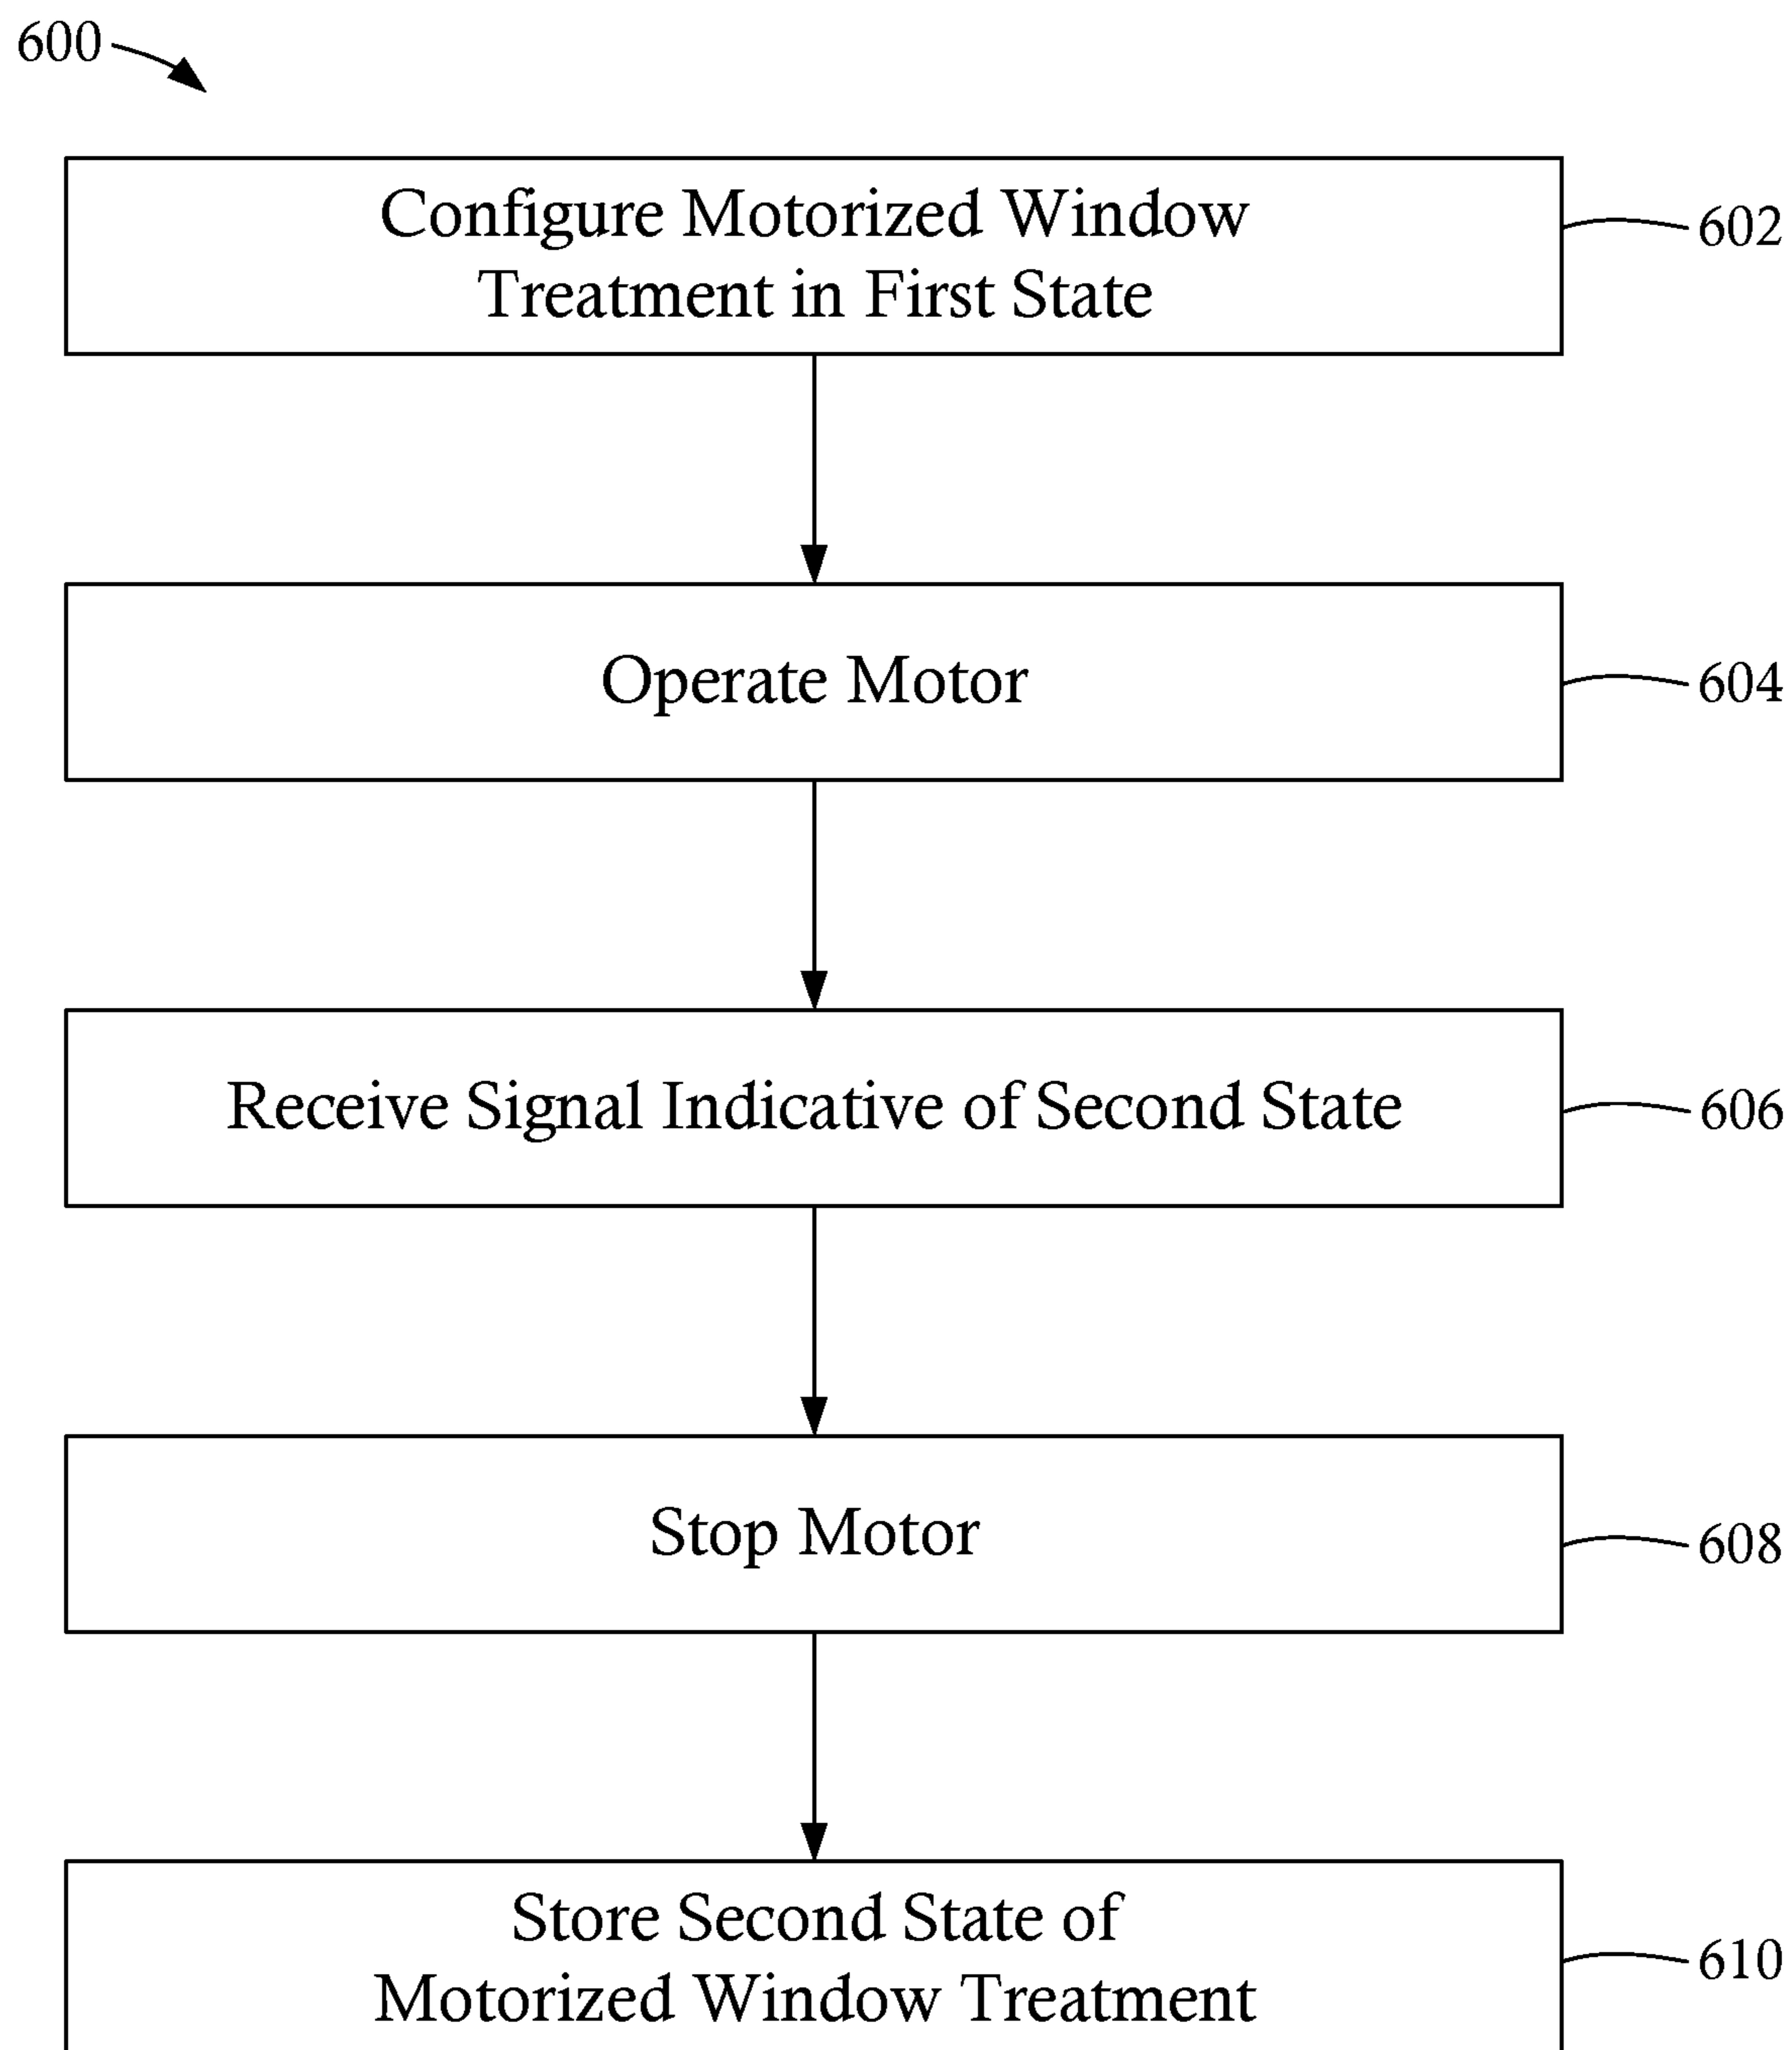 600
Configure Motorized Window
Treatment in First State
602
Operate Motor
604
Receive Signal Indicative of Second State
606
Stop Motor
608
Store Second State of
Motorized Window Treatment
610